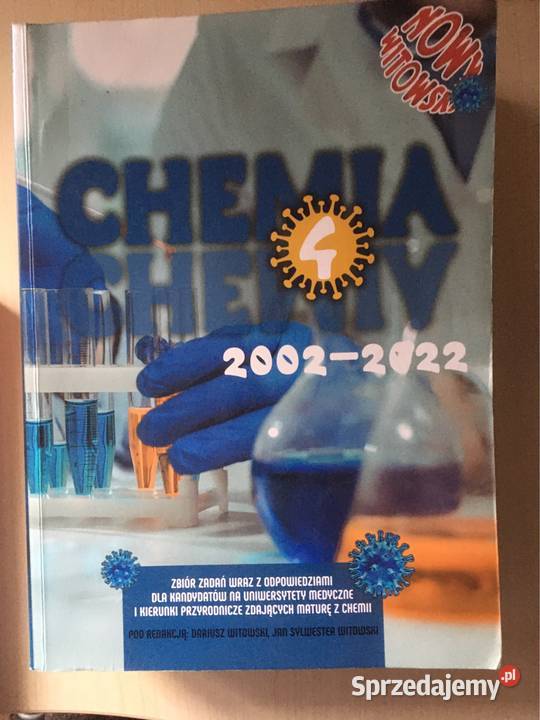 NOWY
WITOWSKI
CHEMIA
4
2002-2022
ZBIÓR ZADAŃ WRAZ Z ODPOWIEDZIAMI
DLA KANDYDATÓW NA UNIWERSYTETY MEDYCZNE
I KIERUNKI PRZYRODNICZE ZDAJĄCYCH MATURĘ Z CHEMII
POD REDAKCJĄ: DARIUSZ WITOWSKI, JAN SYLWESTER WITOWSKI
Sprzedajemy.pl